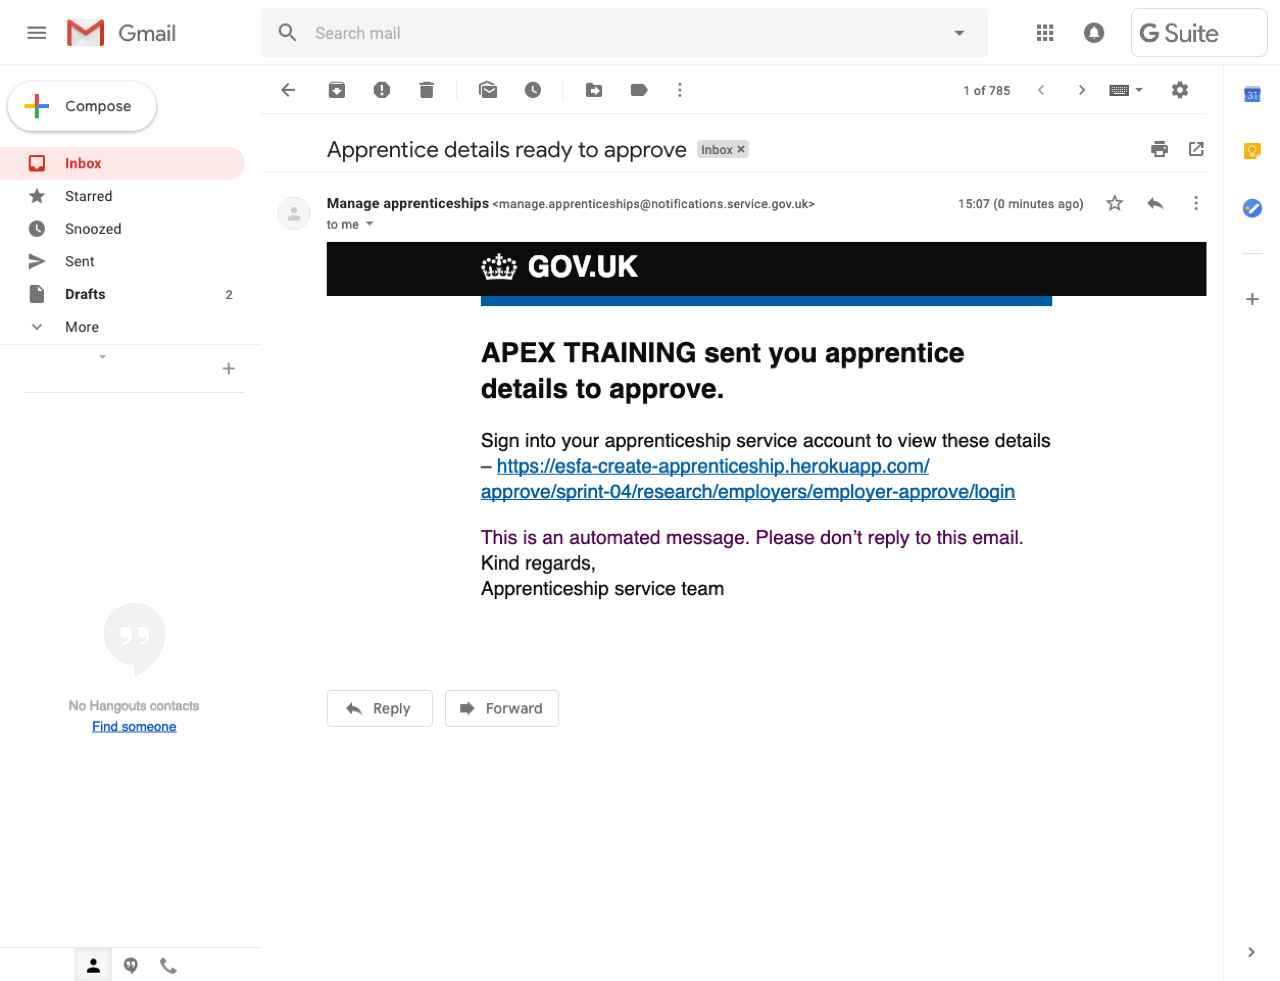 Gmail
Search mail
G Suite
Compose
1 of 785
31
Inbox
Starred
Snoozed
Sent
Drafts 2
More
Apprentice details ready to approve Inbox ×
Manage apprenticeships <manage.apprenticeships@notifications.service.gov.uk> 15:07 (0 minutes ago)
to me
GOV.UK
APEX TRAINING sent you apprentice
details to approve.
Sign into your apprenticeship service account to view these details
– https://esfa-create-apprenticeship.herokuapp.com/
approve/sprint-04/research/employers/employer-approve/login
This is an automated message. Please don’t reply to this email.
Kind regards,
Apprenticeship service team
No Hangouts contacts
Find someone
Reply Forward